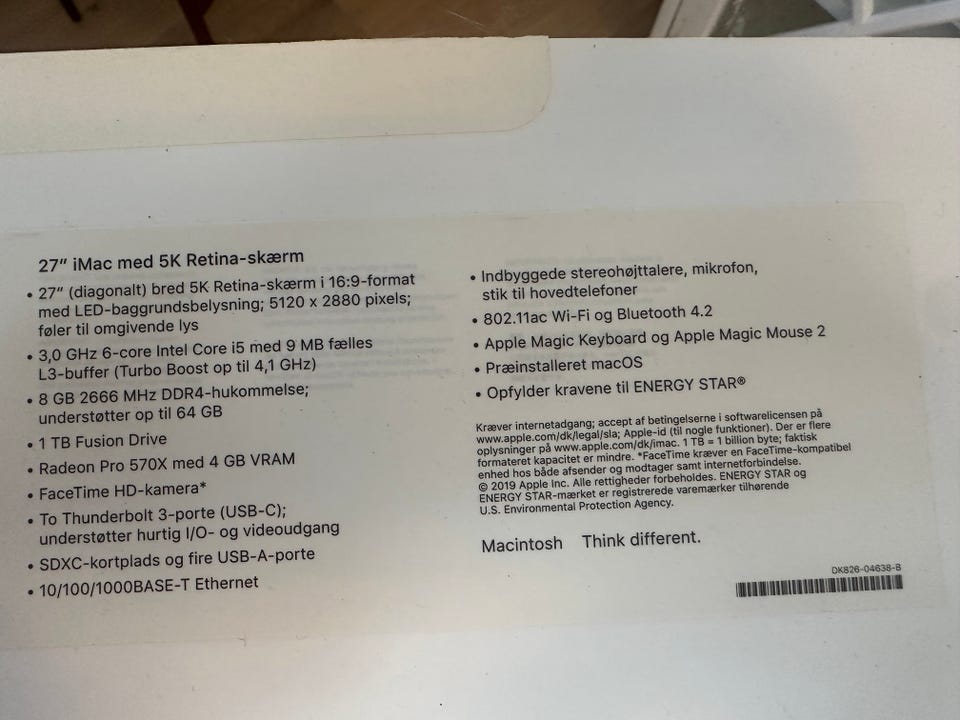 27” iMac med 5K Retina-skærm
• 27” (diagonalt) bred 5K Retina-skærm i 16:9-format
med LED-baggrundsbelysning; 5120 x 2880 pixels;
føler til omgivende lys
• 3,0 GHz 6-core Intel Core i5 med 9 MB fælles
L3-buffer (Turbo Boost op til 4,1 GHz)
• 8 GB 2666 MHz DDR4-hukommelse;
understøtter op til 64 GB
• 1 TB Fusion Drive
• Radeon Pro 570X med 4 GB VRAM
• FaceTime HD-kamera*
• To Thunderbolt 3-porte (USB-C);
understøtter hurtig I/O- og videoudgang
• SDXC-kortplads og fire USB-A-porte
• 10/100/1000BASE-T Ethernet
• Indbyggede stereohøjttalere, mikrofon,
stik til hovedtelefoner
• 802.11ac Wi-Fi og Bluetooth 4.2
• Apple Magic Keyboard og Apple Magic Mouse 2
• Præinstalleret macOS
• Opfylder kravene til ENERGY STAR®
Kræver internetadgang; accept af betingelserne i softwarelicensen på
www.apple.com/dk/legal/sla; Apple-id (til nogle funktioner). Der er flere
oplysninger på www.apple.com/dk/imac. 1 TB = 1 billion byte; faktisk
formateret kapacitet er mindre. *FaceTime kræver en FaceTime-kompatibel
enhed hos både afsender og modtager samt internetforbindelse.
© 2019 Apple Inc. Alle rettigheder forbeholdes. ENERGY STAR og
ENERGY STAR-mærket er registrerede varemærker tilhørende
U.S. Environmental Protection Agency.
Macintosh Think different.
DK826-04638-B